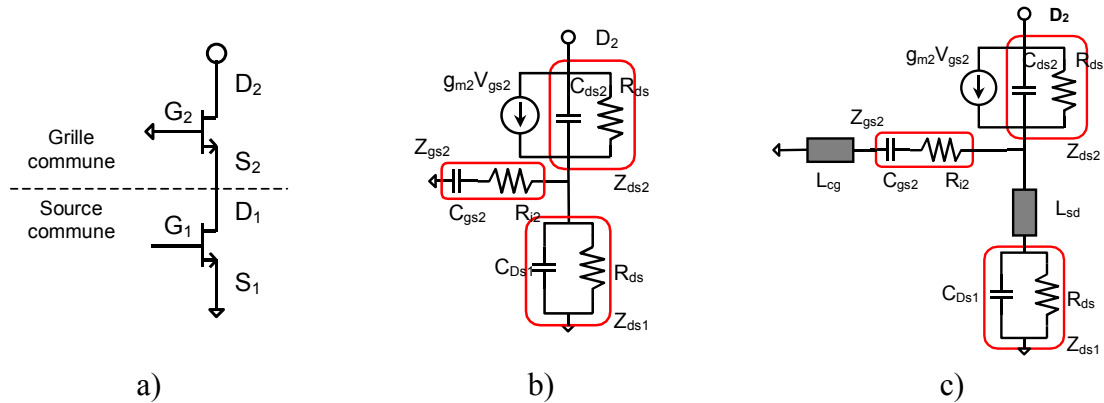 D2
G2
Grille
commune
S2
Source
commune
D1
G1
S1
a)
D2
gm2Vgs2
Cds2
Rds
Zgs2
Zds2
Cgs2
Ri2
CDs1
Rds
Zds1
b)
D2
gm2Vgs2
Cds2
Rds
Zgs2
Zds2
Lcg
Cgs2
Ri2
Lsd
CDs1
Rds
Zds1
c)